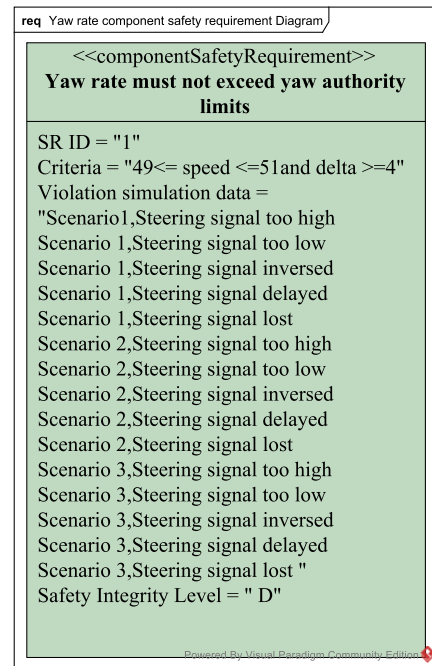 req Yaw rate component safety requirement Diagram
<<componentSafetyRequirement>>
Yaw rate must not exceed yaw authority
limits
SR ID = "1"
Criteria = "49<= speed <=51and delta >=4"
Violation simulation data =
"Scenario1,Steering signal too high
Scenario 1,Steering signal too low
Scenario 1,Steering signal inversed
Scenario 1,Steering signal delayed
Scenario 1,Steering signal lost
Scenario 2,Steering signal too high
Scenario 2,Steering signal too low
Scenario 2,Steering signal inversed
Scenario 2,Steering signal delayed
Scenario 2,Steering signal lost
Scenario 3,Steering signal too high
Scenario 3,Steering signal too low
Scenario 3,Steering signal inversed
Scenario 3,Steering signal delayed
Scenario 3,Steering signal lost "
Safety Integrity Level = " D"
Powered By Visual Paradigm Community Edition